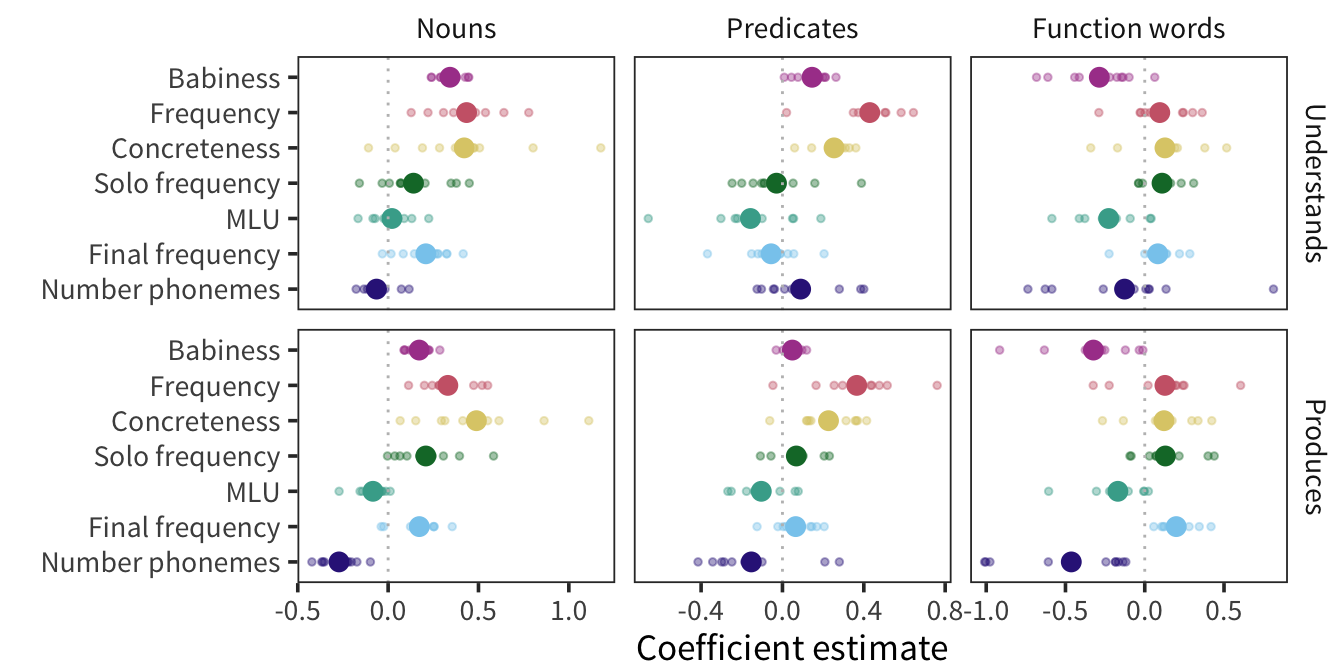 Nouns Predicates Function words
Babiness
Frequency
Concreteness
Solo frequency
MLU
Final frequency
Number phonemes
Understands
Babiness
Frequency
Concreteness
Solo frequency
MLU
Final frequency
Number phonemes
Produces
-0.5 0.0 0.5 1.0 -0.4 0.0 0.4 0.8 -1.0 -0.5 0.0 0.5
Coefficient estimate